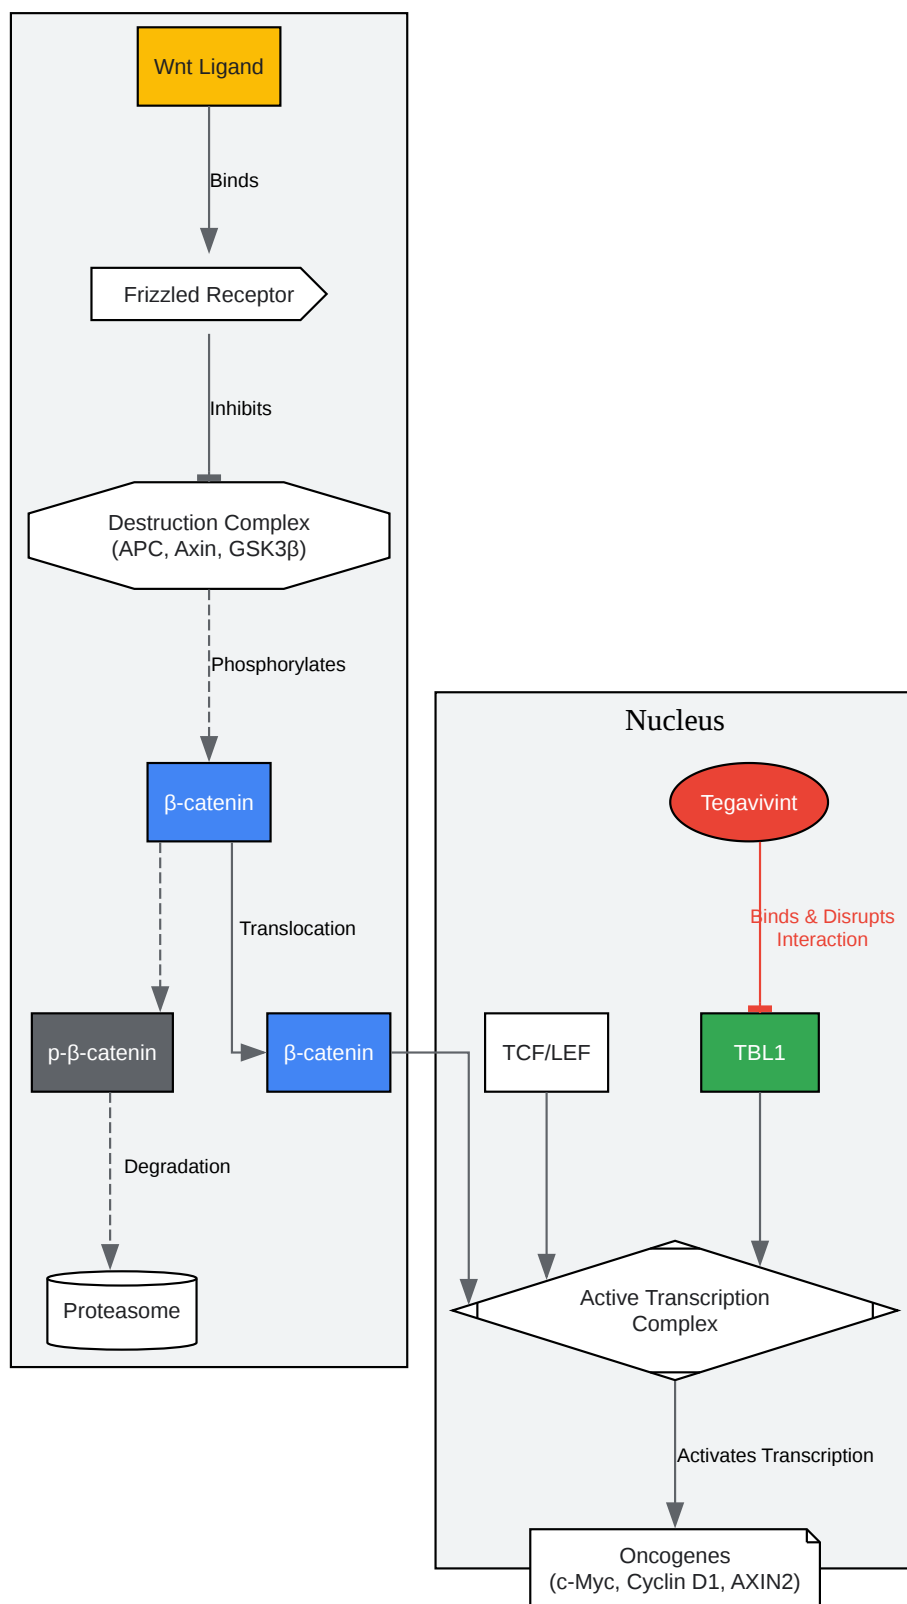 Wnt Ligand
Binds
Frizzled Receptor
Inhibits
Destruction Complex
(APC, Axin, GSK3β)
Phosphorylates
β-catenin
Translocation
p-β-catenin
β-catenin
Degradation
Proteasome
Nucleus
Tegavivint
Binds & Disrupts
Interaction
TCF/LEF
TBL1
Active Transcription
Complex
Activates Transcription
Oncogenes
(c-Myc, Cyclin D1, AXIN2)